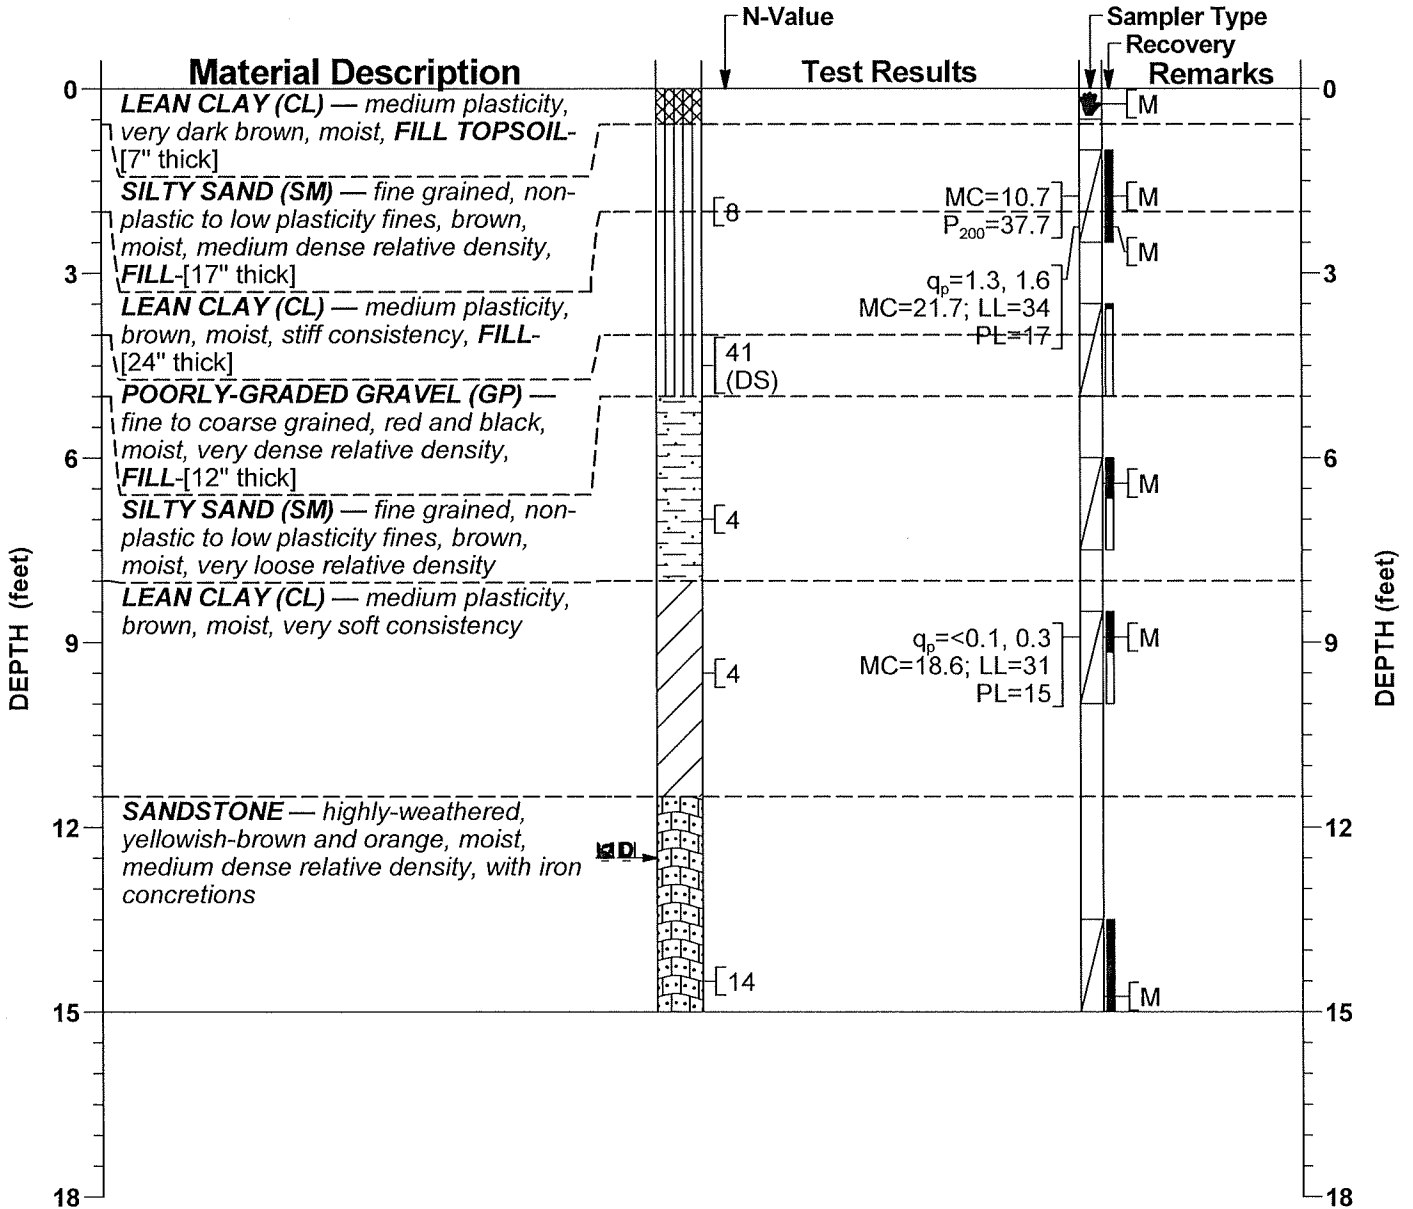 N-Value
Sampler Type
Recovery
Material Description
Test Results
Remarks
0
0
LEAN CLAY (CL) — medium plasticity,
very dark brown, moist, FILL TOPSOIL-
[7" thick]
M
SILTY SAND (SM) — fine grained, non-
plastic to low plasticity fines, brown,
moist, medium dense relative density,
FILL-[17" thick]
8
MC=10.7
P200=37.7
M
M
3
3
qp=1.3, 1.6
MC=21.7; LL=34
PL=17
LEAN CLAY (CL) — medium plasticity,
brown, moist, stiff consistency, FILL-
[24" thick]
41
(DS)
POORLY-GRADED GRAVEL (GP) —
fine to coarse grained, red and black,
moist, very dense relative density,
FILL-[12" thick]
6
6
M
SILTY SAND (SM) — fine grained, non-
plastic to low plasticity fines, brown,
moist, very loose relative density
4
DEPTH (feet)
DEPTH (feet)
LEAN CLAY (CL) — medium plasticity,
brown, moist, very soft consistency
9
9
4
qp=<0.1, 0.3
MC=18.6; LL=31
PL=15
M
SANDSTONE — highly-weathered,
yellowish-brown and orange, moist,
medium dense relative density, with iron
concretions
12
12
14
M
15
15
18
18